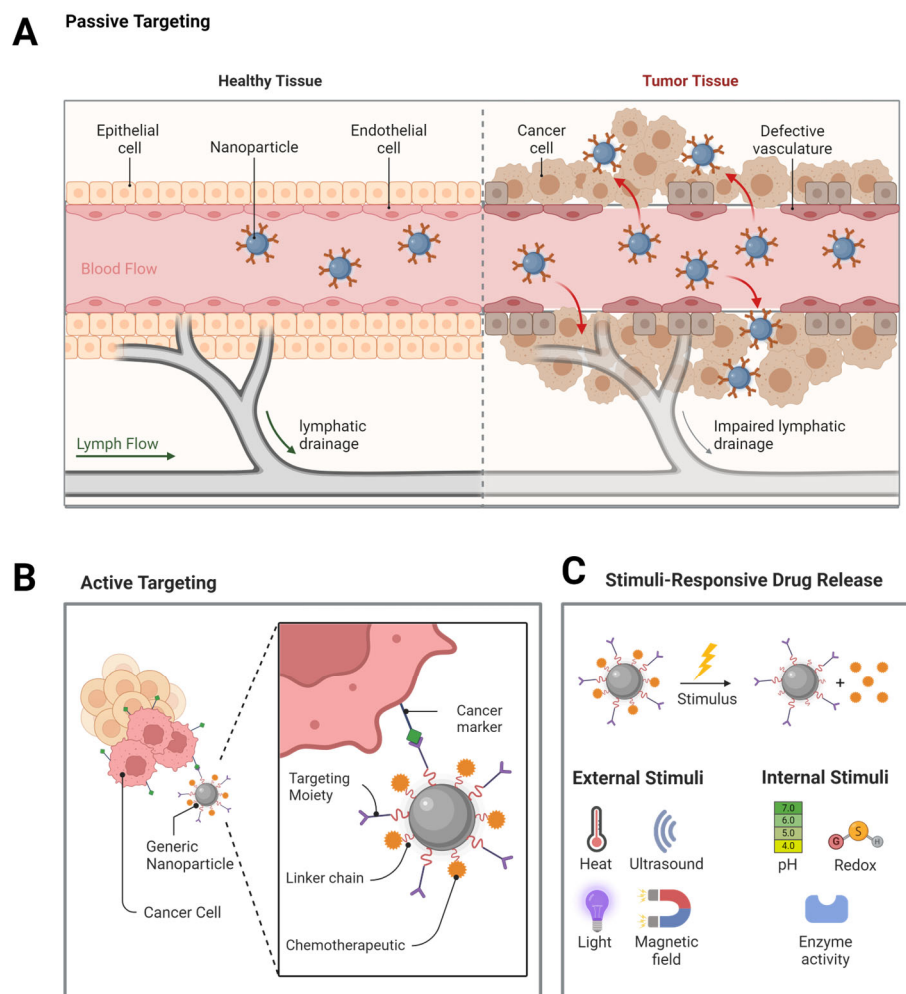 A
Passive Targeting
Healthy Tissue
Tumor Tissue
Epithelial
cell
Nanoparticle
Endothelial
cell
Cancer
cell
Defective
vasculature
Blood Flow
lymphatic
drainage
Lymph Flow
Impaired lymphatic
drainage
B
Active Targeting
Cancer
marker
Targeting
Moiety
Generic
Nanoparticle
Linker chain
Cancer Cell
Chemotherapeutic
C
Stimuli-Responsive Drug Release
Stimulus
+
External Stimuli
Internal Stimuli
Heat
Ultrasound
7.0
6.0
5.0
4.0
pH
G
S
H
Redox
Light
Magnetic
field
Enzyme
activity